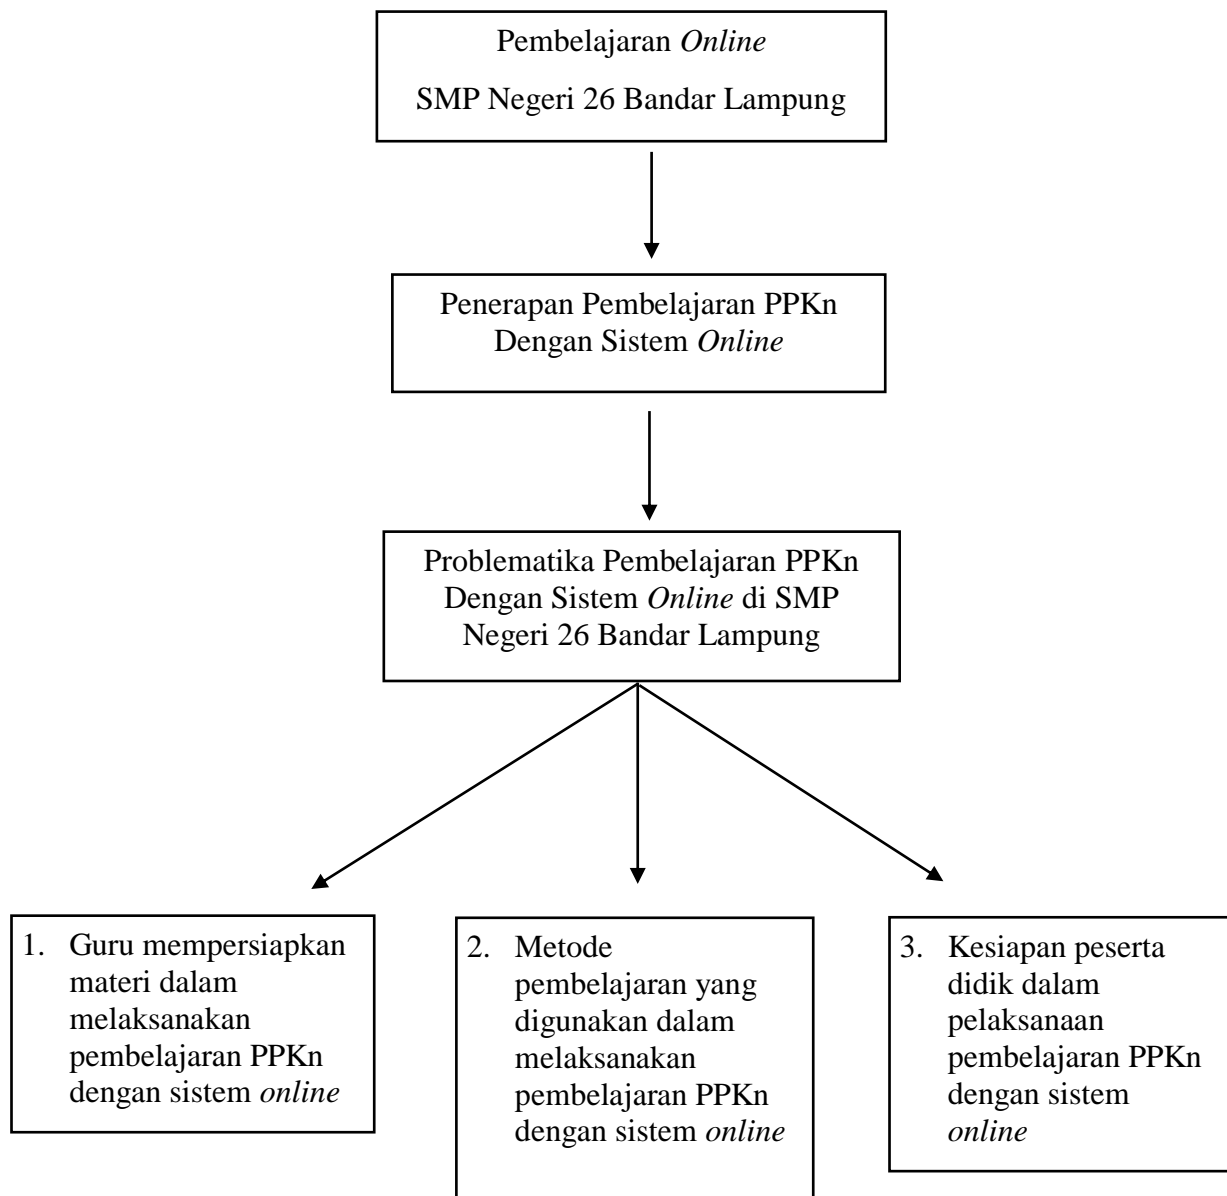 Pembelajaran Online
SMP Negeri 26 Bandar Lampung
Penerapan Pembelajaran PPKn
Dengan Sistem Online
Problematika Pembelajaran PPKn
Dengan Sistem Online di SMP
Negeri 26 Bandar Lampung
1. Guru mempersiapkan
materi dalam
melaksanakan
pembelajaran PPKn
dengan sistem online
2. Metode
pembelajaran yang
digunakan dalam
melaksanakan
pembelajaran PPKn
dengan sistem online
3. Kesiapan peserta
didik dalam
pelaksanaan
pembelajaran PPKn
dengan sistem
online